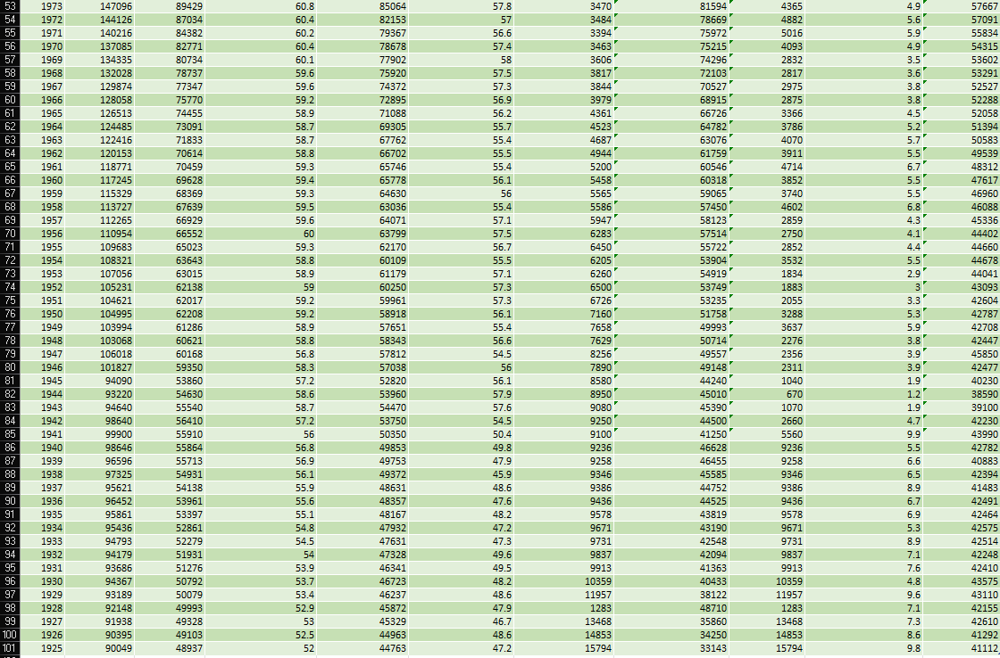 53 1973 147096 89429 60.8 85064 57.8 3470 81594 4365 4.9 57667
54 1972 144126 87034 60.4 82153 57 3484 78669 4882 5.6 57091
55 1971 140216 84382 60.2 79367 56.6 3394 75972 5016 5.9 55834
56 1970 137085 82771 60.4 78678 57.4 3463 75215 4093 4.9 54315
57 1969 134335 80734 60.1 77902 58 3606 74296 2832 3.5 53602
58 1968 132028 78737 59.6 75920 57.5 3817 72103 2817 3.6 53291
59 1967 129874 77347 59.6 74372 57.3 3844 70527 2975 3.8 52527
60 1966 128058 75770 59.2 72895 56.9 3979 68915 2875 3.8 52288
61 1965 126513 74455 58.9 71088 56.2 4361 66726 3366 4.5 52058
62 1964 124485 73091 58.7 69305 55.7 4523 64782 3786 5.2 51394
63 1963 122416 71833 58.7 67762 55.4 4687 63076 4070 5.7 50583
64 1962 120153 70614 58.8 66702 55.5 4944 61759 3911 5.5 49539
65 1961 118771 70459 59.3 65746 55.4 5200 60546 4714 6.7 48312
66 1960 117245 69628 59.4 65778 56.1 5458 60318 3852 5.5 47617
67 1959 115329 68369 59.3 64630 56 5565 59065 3740 5.5 46960
68 1958 113727 67639 59.5 63036 55.4 5586 57450 4602 6.8 46088
69 1957 112265 66929 59.6 64071 57.1 5947 58123 2859 4.3 45336
70 1956 110954 66552 60 63799 57.5 6283 57514 2750 4.1 44402
71 1955 109683 65023 59.3 62170 56.7 6450 55722 2852 4.4 44660
72 1954 108321 63643 58.8 60109 55.5 6205 53904 3532 5.5 44678
73 1953 107056 63015 58.9 61179 57.1 6260 54919 1834 2.9 44041
74 1952 105231 62138 59 60250 57.3 6500 53749 1883 3 43093
75 1951 104621 62017 59.2 59961 57.3 6726 53235 2055 3.3 42604
76 1950 104995 62208 59.2 58918 56.1 7160 51758 3288 5.3 42787
77 1949 103994 61286 58.9 57651 55.4 7658 49993 3637 5.9 42708
78 1948 103068 60621 58.8 58343 56.6 7629 50714 2276 3.8 42447
79 1947 106018 60168 56.8 57812 54.5 8256 49557 2356 3.9 45850
80 1946 101827 59350 58.3 57038 56 7890 49148 2311 3.9 42477
81 1945 94090 53860 57.2 52820 56.1 8580 44240 1040 1.9 40230
82 1944 93220 54630 58.6 53960 57.9 8950 45010 670 1.2 38590
83 1943 94640 55540 58.7 54470 57.6 9080 45390 1070 1.9 39100
84 1942 98640 56410 57.2 53750 54.5 9250 44500 2660 4.7 42230
85 1941 99900 55910 56 50350 50.4 9100 41250 5560 9.9 43990
86 1940 98646 55864 56.8 49853 49.8 9236 46628 9236 5.5 42782
87 1939 96596 55713 56.9 49753 47.9 9258 46455 9258 6.6 40883
88 1938 97325 54931 56.1 49372 45.9 9346 45585 9346 6.5 42394
89 1937 95621 54138 55.9 48631 48.6 9386 44752 9386 8.9 41483
90 1936 96452 53961 55.6 48357 47.6 9436 44525 9436 6.7 42491
91 1935 95861 53397 55.1 48167 48.2 9578 43819 9578 6.9 42464
92 1934 95436 52861 54.8 47932 47.2 9671 43190 9671 5.3 42575
93 1933 94793 52279 54.5 47631 47.3 9731 42548 9731 8.9 42514
94 1932 94179 51931 54 47328 49.6 9837 42094 9837 7.1 42248
95 1931 93686 51276 53.9 46341 49.5 9913 41363 9913 7.6 42410
96 1930 94367 50792 53.7 46723 48.2 10359 40433 10359 4.8 43575
97 1929 93189 50079 53.4 46237 48.6 11957 38122 11957 9.6 43110
98 1928 92148 49993 52.9 45872 47.9 1283 48710 1283 7.1 42155
99 1927 91938 49328 53 45329 46.7 13468 35860 13468 7.3 42610
100 1926 90395 49103 52.5 44963 48.6 14853 34250 14853 8.6 41292
101 1925 90049 48937 52 44763 47.2 15794 33143 15794 9.8 41112